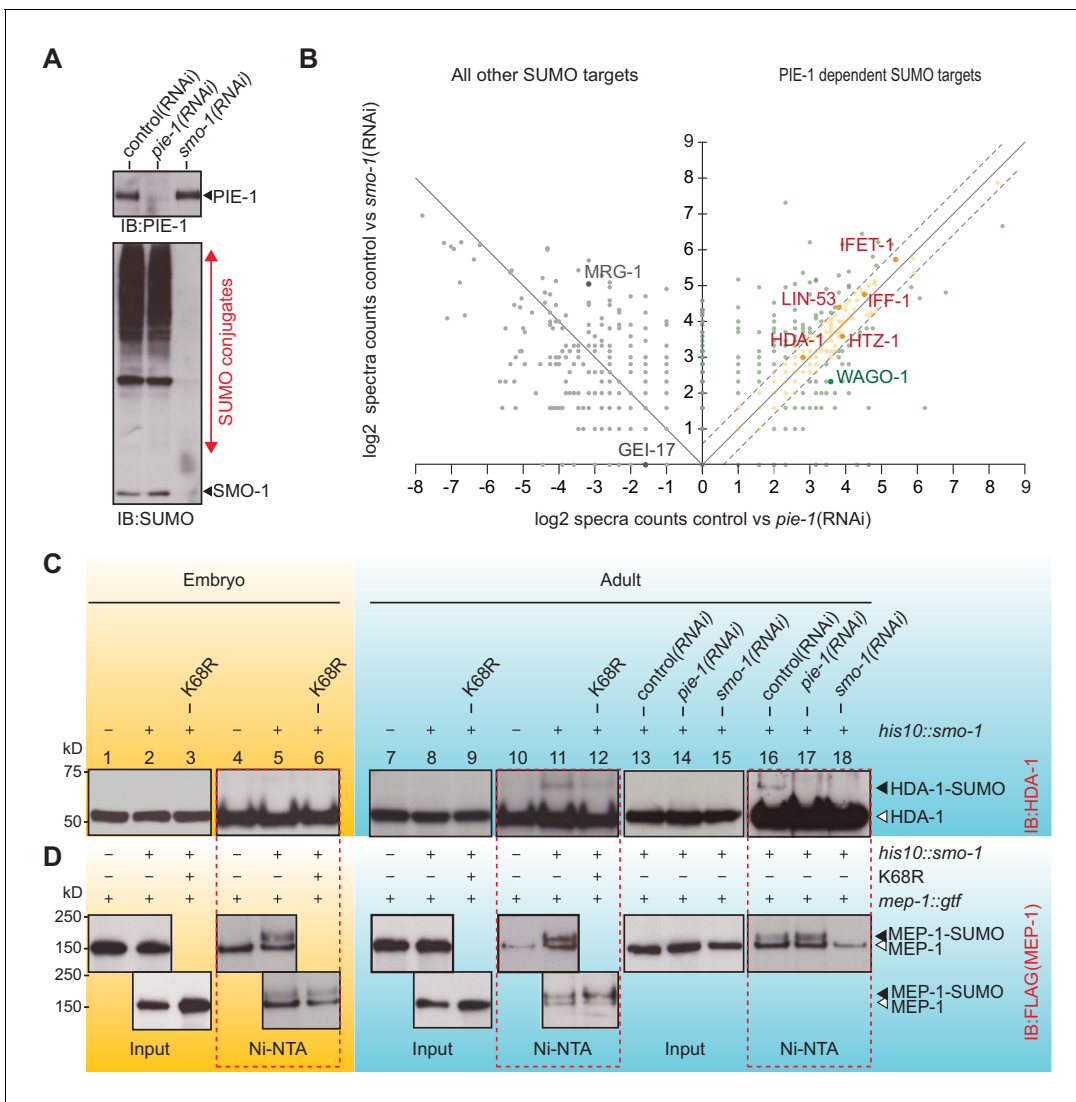 A
control(RNAi)
pie-1(RNAi)
smo-1(RNAi)
PIE-1
IB:PIE-1
SUMO conjugates
SMO-1
IB:SUMO
B
All other SUMO targets
PIE-1 dependent SUMO targets
log2 spectra counts control vs smo-1(RNAi)
9
8
7
6
5
4
3
2
1
IFET-1
MRG-1
LIN-53
IFF-1
HDA-1
HTZ-1
WAGO-1
GEI-17
-8 -7 -6 -5 -4 -3 -2 -1 0 1 2 3 4 5 6 7 8 9
log2 specra counts control vs pie-1(RNAi)
C
Embryo
Adult
K68R
K68R
K68R
K68R
control(RNAi)
pie-1(RNAi)
smo-1(RNAi)
control(RNAi)
pie-1(RNAi)
smo-1(RNAi)
– + + – + + – + + – + + + + + + + + his10::smo-1
kD 1 2 3 4 5 6 7 8 9 10 11 12 13 14 15 16 17 18
75
HDA-1-SUMO
50
HDA-1
IB:HDA-1
D
– + + – + + – + + – + + + + + + + + his10::smo-1
– – + – – + – – + – – + – – – – – – K68R
kD + + + + + + + + + + + + + + + + + + mep-1::gtf
250
150
MEP-1-SUMO
MEP-1
250
150
MEP-1-SUMO
MEP-1
IB:FLAG(MEP-1)
Input Ni-NTA Input Ni-NTA Input Ni-NTA